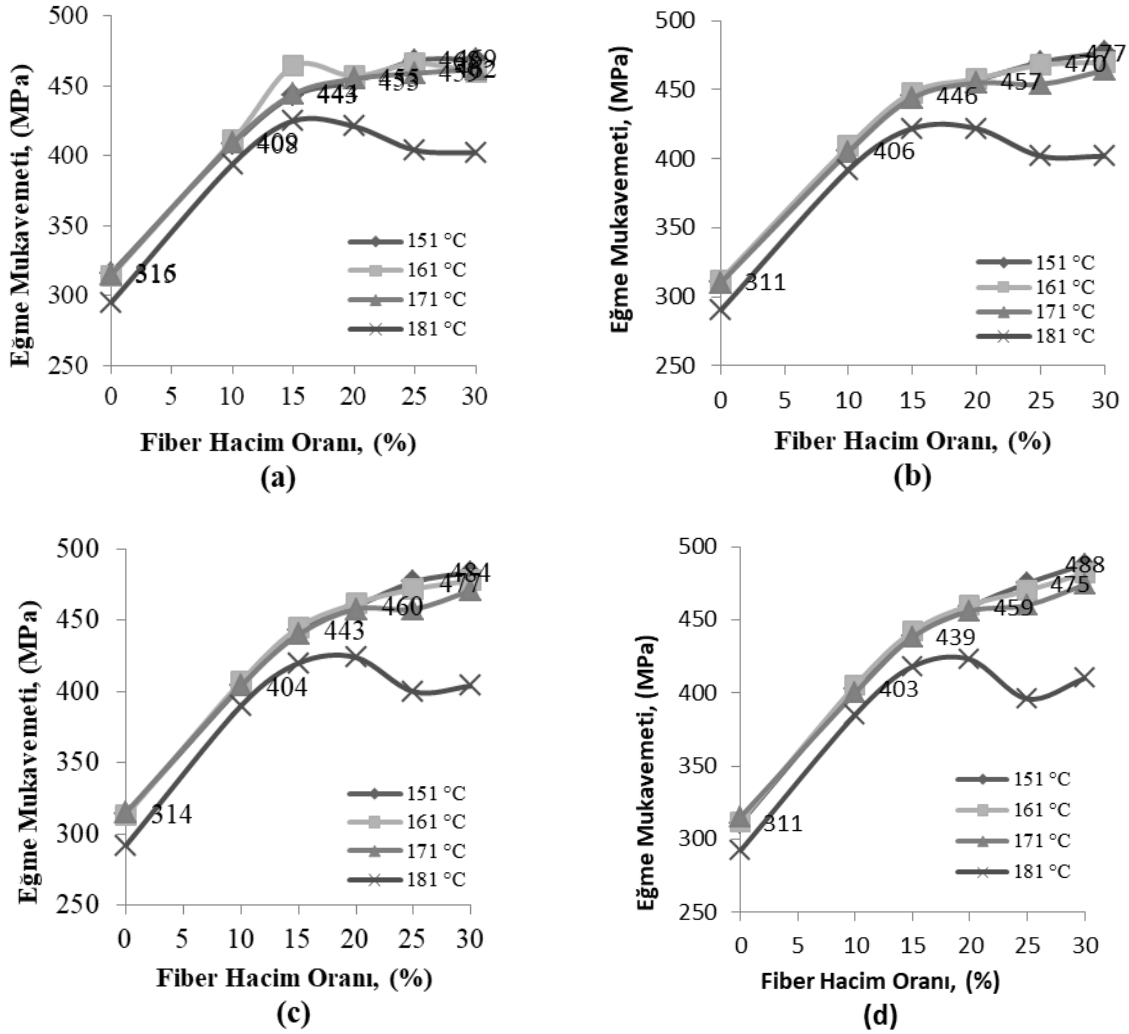 500
450
400
350
300
250
Eğme Mukavemeti, (MPa)
409
408
151 °C
161 °C
171 °C
181 °C
0 5 10 15 20 25 30
Fiber Hacim Oranı, (%)
(a)
500
450
400
350
300
250
Eğme Mukavemeti, (MPa)
311
406
446
457
470
477
151 °C
161 °C
171 °C
181 °C
0 5 10 15 20 25 30
Fiber Hacim Oranı, (%)
(b)
500
450
400
350
300
250
Eğme Mukavemeti, (MPa)
314
404
443
460
477
484
151 °C
161 °C
171 °C
181 °C
0 5 10 15 20 25 30
Fiber Hacim Oranı, (%)
(c)
500
450
400
350
300
250
Eğme Mukavemeti, (MPa)
311
403
439
459
475
488
151 °C
161 °C
171 °C
181 °C
0 5 10 15 20 25 30
Fiber Hacim Oranı, (%)
(d)